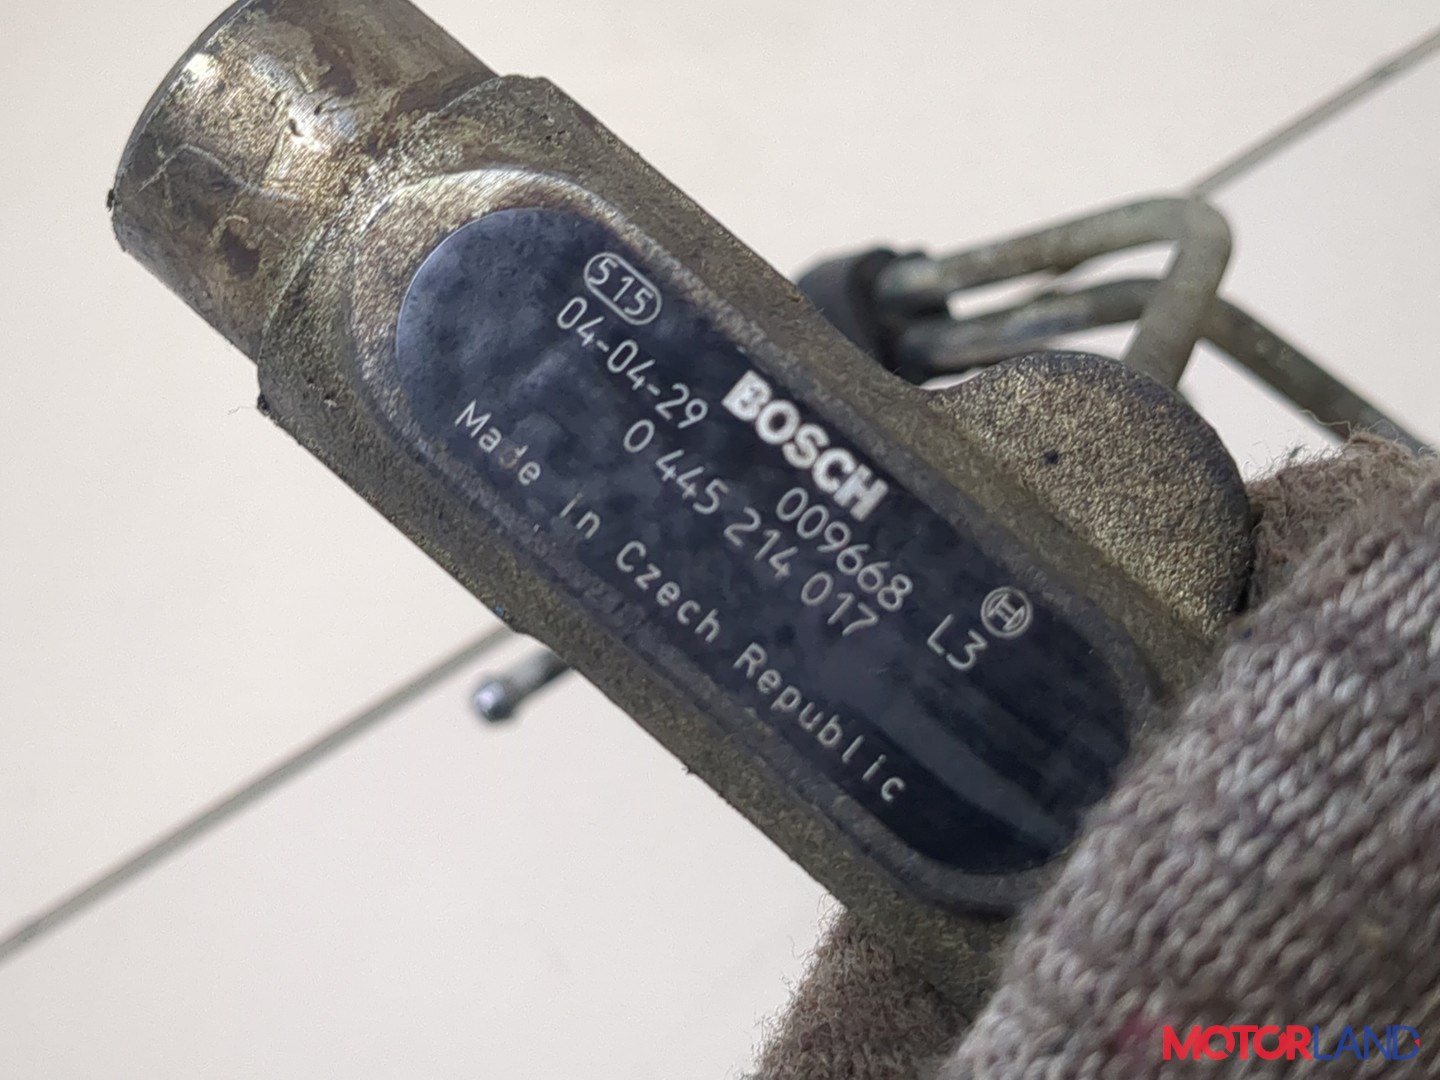 515
BOSCH
04-04-29 009668 L3
0 445 214 017
Made in Czech Republic
MOTORLAND